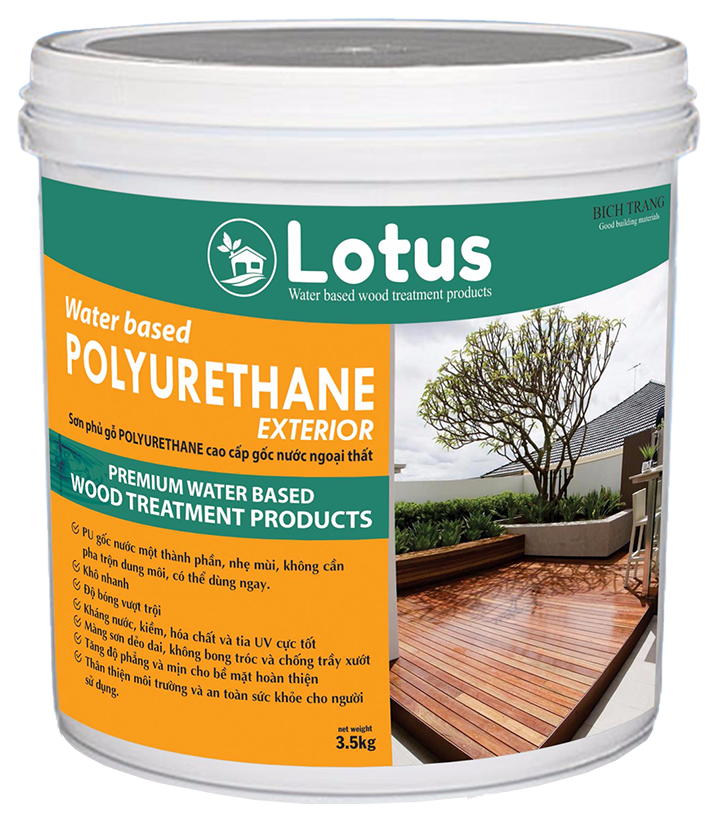 BICH TRANG
Good building materials
Lotus
Water based wood treatment products
Water based
POLYURETHANE
EXTERIOR
Sơn phủ gỗ POLYURETHANE cao cấp gốc nước ngoại thất
PREMIUM WATER BASED
WOOD TREATMENT PRODUCTS
PU gốc nước một thành phần, nhẹ mùi, không cần
pha trộn dung môi, có thể dùng ngay.
Khô nhanh
Độ bóng vượt trội
Kháng nước, kiềm, hóa chất và tia UV cực tốt
Màng sơn dẻo dai, không bong tróc và chống trầy xướt
Tăng độ phẳng và mịn cho bề mặt hoàn thiện
Thân thiện môi trường và an toàn sức khỏe cho người
sử dụng.
net weight
3.5kg